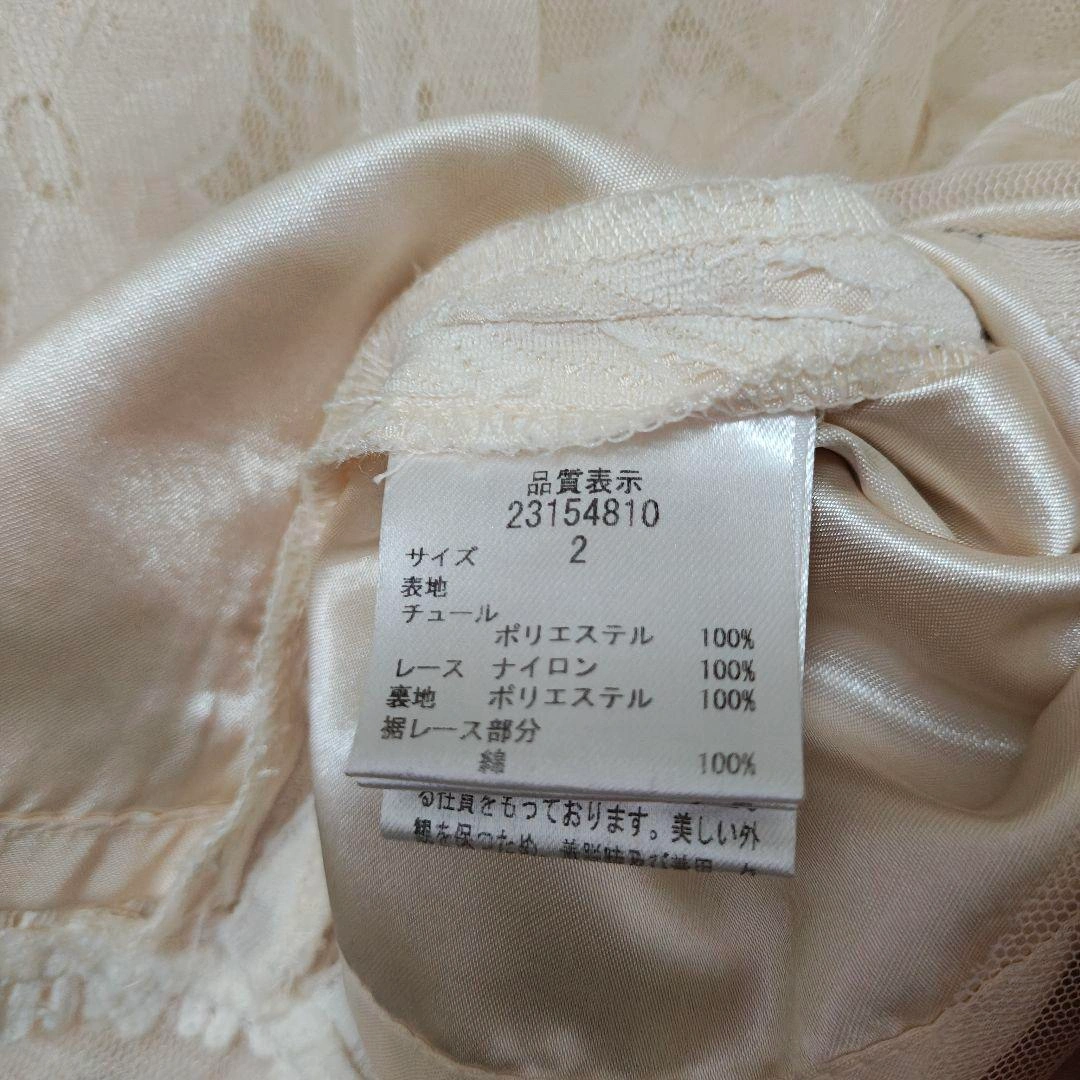 品質表示
23154810
サイズ 2
表地
チュール
ポリエステル 100%
レース ナイロン 100%
裏地 ポリエステル 100%
裾レース部分
綿 100%
る性質をもっております。美しい外